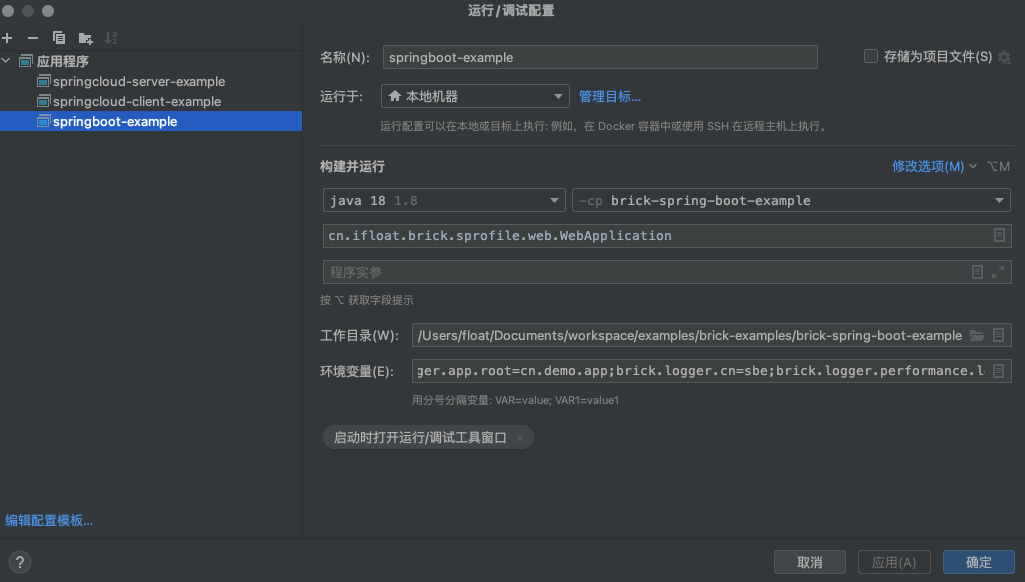 运行/调试配置
应用程序
springcloud-server-example
springcloud-client-example
springboot-example
编辑配置模板...
名称(N): springboot-example 存储为项目文件(S)
运行于: 本地机器 管理目标...
运行配置可以在本地或目标上执行: 例如，在 Docker 容器中或使用 SSH 在远程主机上执行。
构建并运行 修改选项(M) ⌥M
java 18 1.8 -cp brick-spring-boot-example
cn.ifloat.brick.sprofile.web.WebApplication
程序实参
按 ⌥ 获取字段提示
工作目录(W): /Users/float/Documents/workspace/examples/brick-examples/brick-spring-boot-example
环境变量(E): ger.app.root=cn.demo.app;brick.logger.cn=sbe;brick.logger.performance.l
用分号分隔变量: VAR=value; VAR1=value1
启动时打开运行/调试工具窗口
? 取消 应用(A) 确定